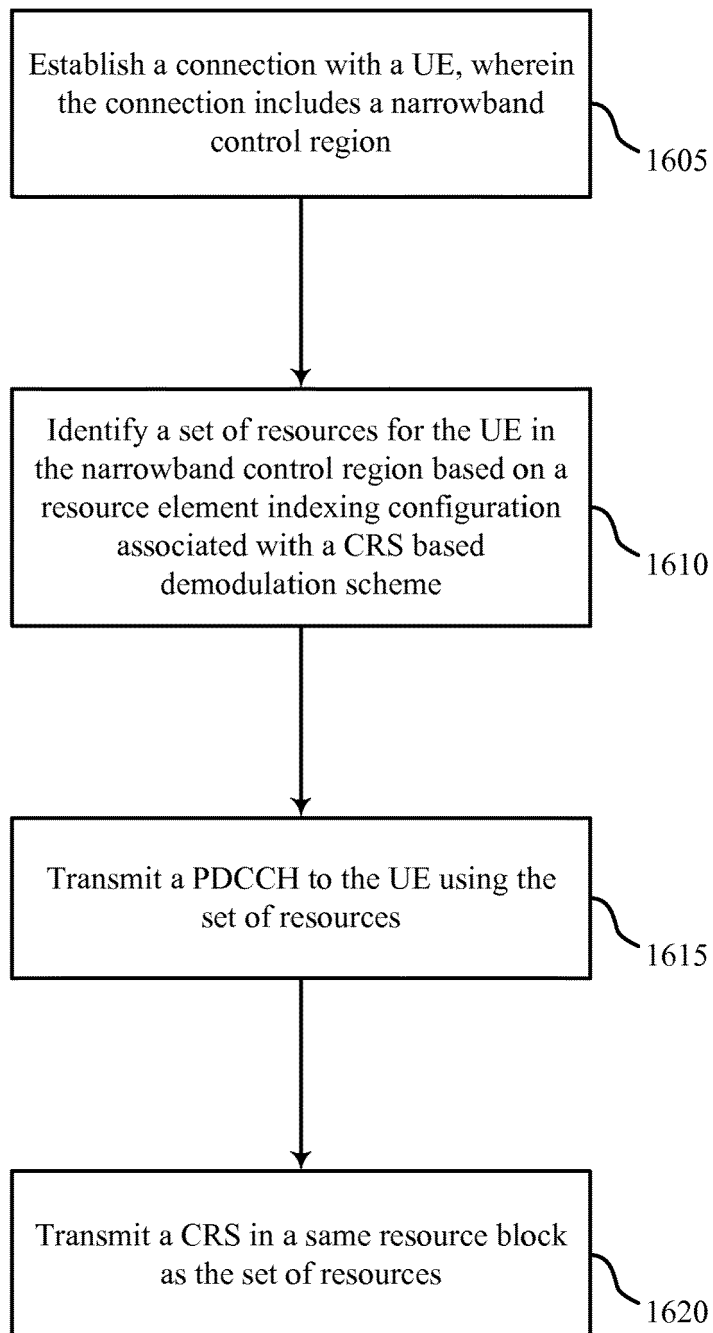 Establish a connection with a UE, wherein
the connection includes a narrowband
control region
1605
Identify a set of resources for the UE in
the narrowband control region based on a
resource element indexing configuration
associated with a CRS based
demodulation scheme
1610
Transmit a PDCCH to the UE using the
set of resources
1615
Transmit a CRS in a same resource block
as the set of resources
1620